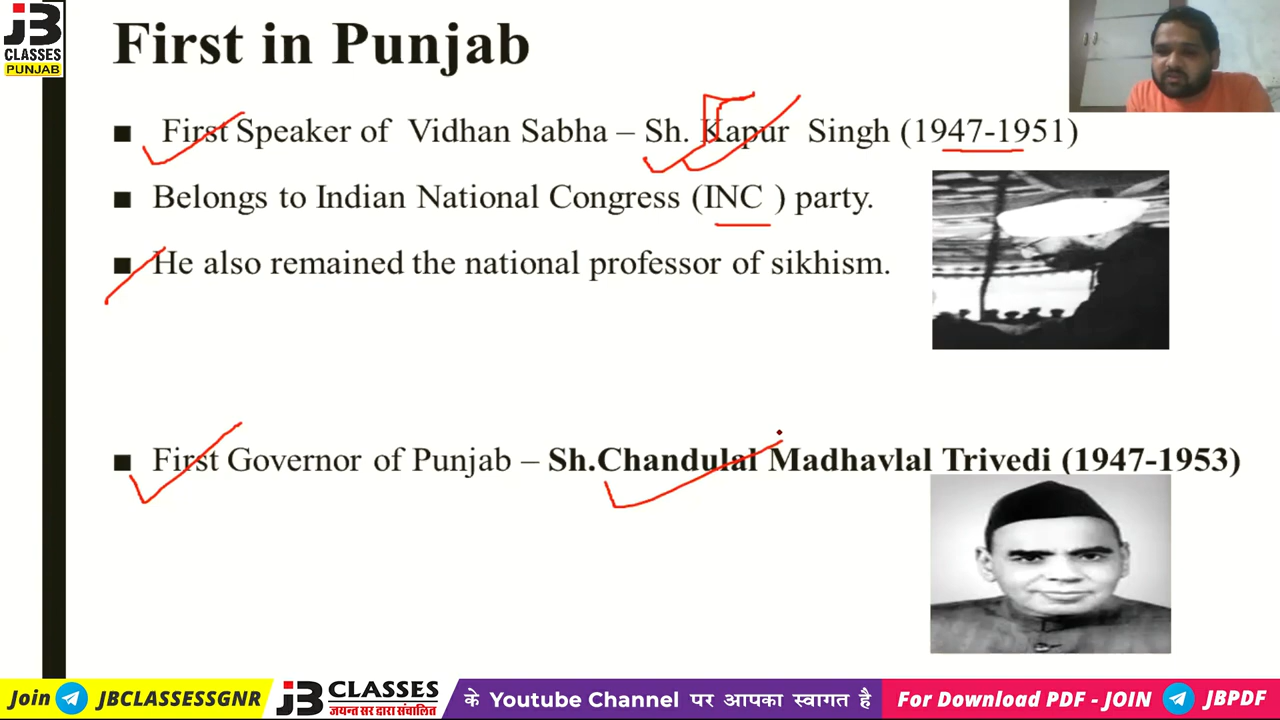 JB
CLASSES
PUNJAB
First in Punjab
■ First Speaker of Vidhan Sabha – Sh. Kapur Singh (1947-1951)
■ Belongs to Indian National Congress (INC ) party.
■ He also remained the national professor of sikhism.
■ First Governor of Punjab – Sh.Chandulal Madhavlal Trivedi (1947-1953)
Join JBCLASSESSGNR JB CLASSES के Youtube Channel पर आपका स्वागत है For Download PDF - JOIN JBPDF
जयन्त सर द्वारा संचालित